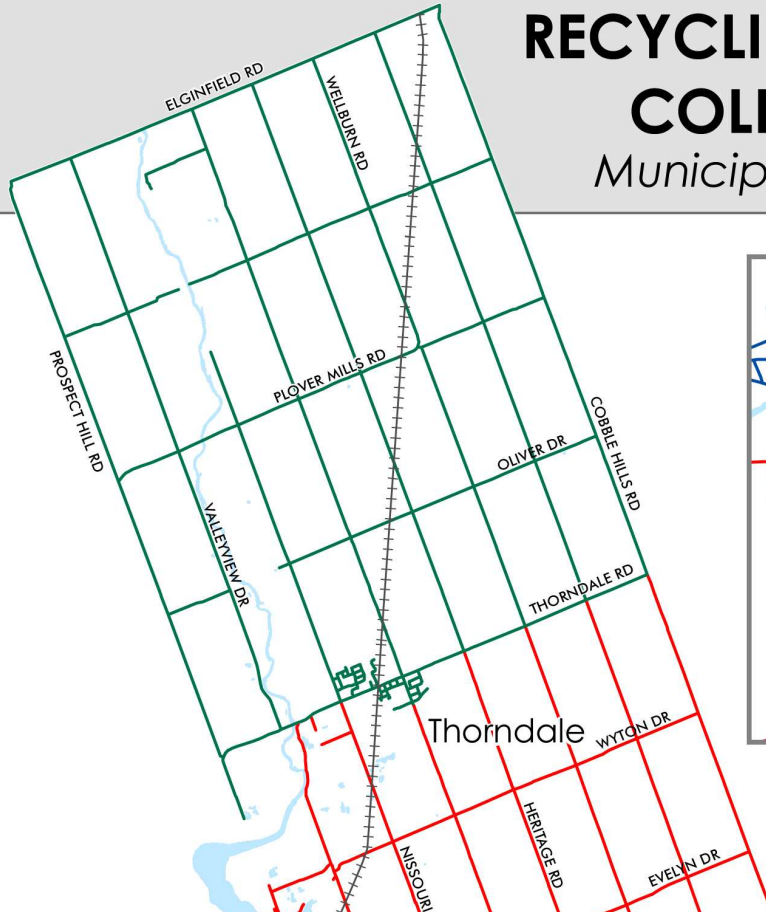 RECYCLI
COLL
Municip
ELGINFIELD RD
WELLBURN RD
PROSPECT HILL RD
PLOVER MILLS RD
COBBLE HILLS RD
OLIVER DR
VALLEYVIEW DR
THORNDALE RD
Thorndale
WYTON DR
HERITAGE RD
NISSOURI
EVELYN DR